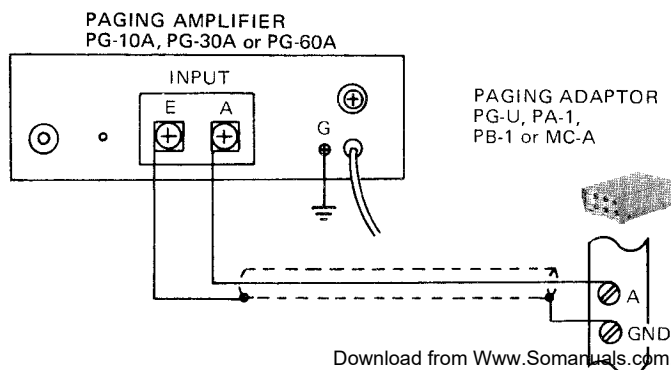 PAGING AMPLIFIER
PG-10A, PG-30A or PG-60A
INPUT
E
A
G
PAGING ADAPTOR
PG-U, PA-1,
PB-1 or MC-A
A
GND
Download from Www.Somanuals.com